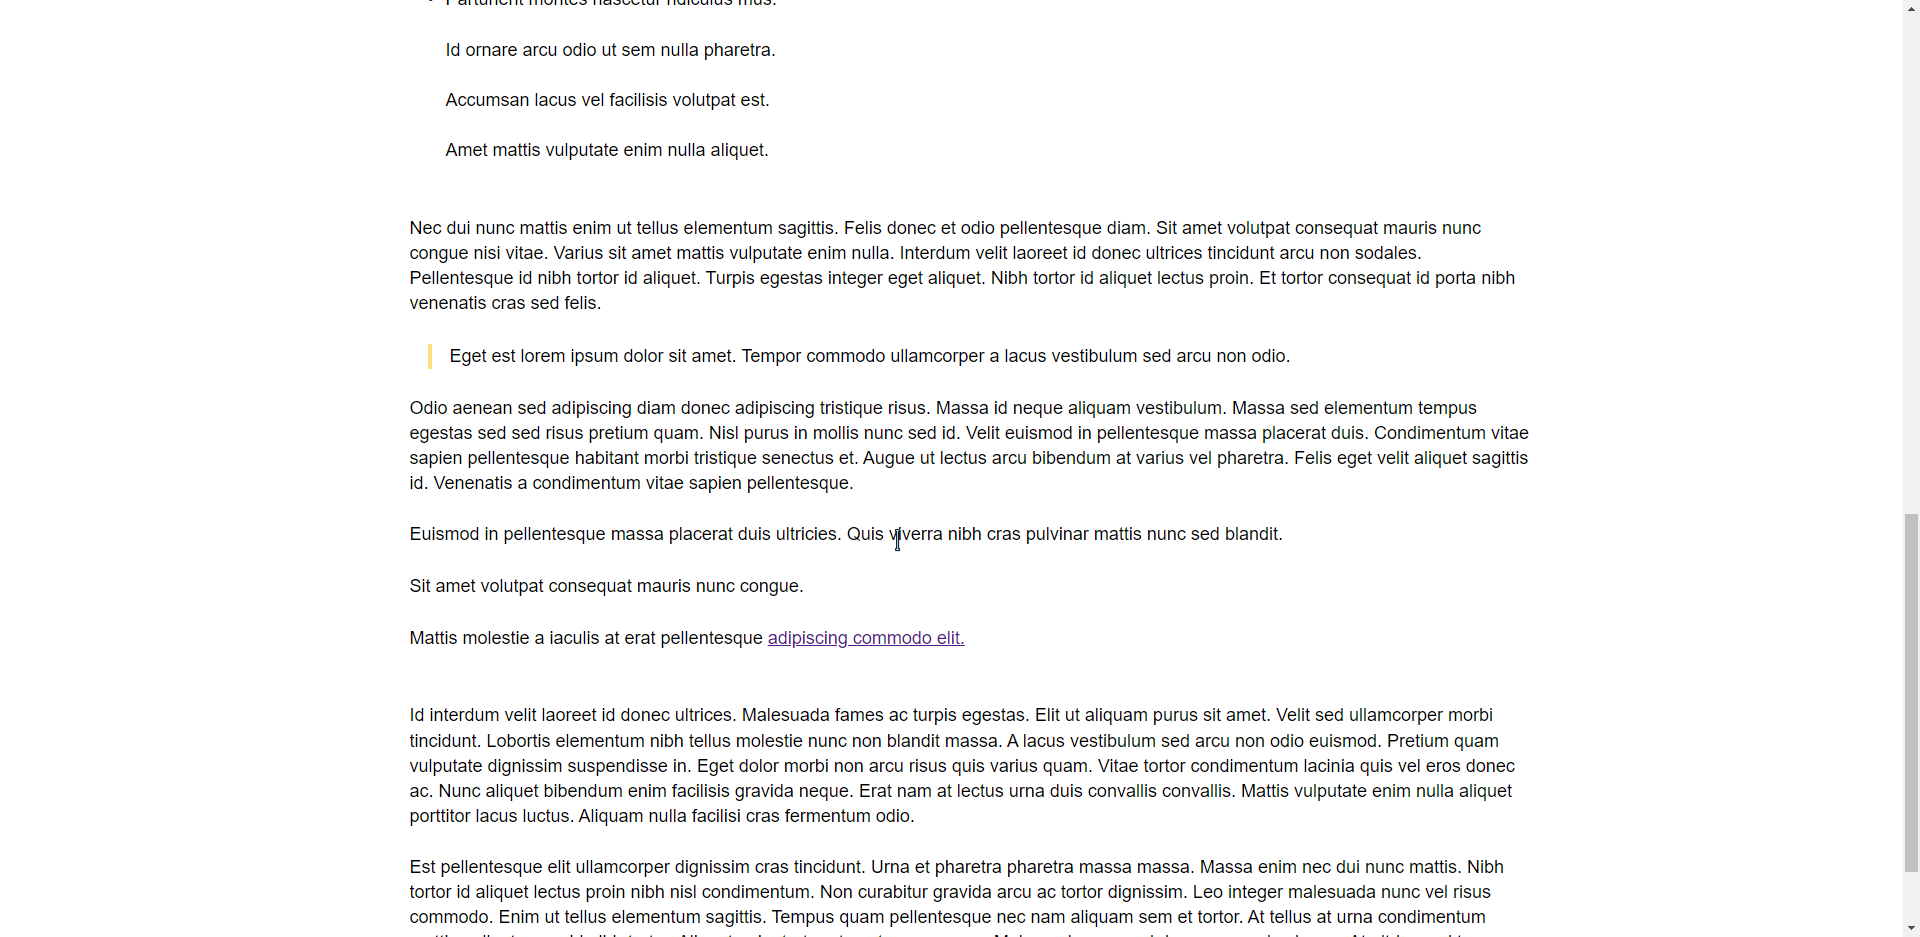 Parturient montes nascetur ridiculus mus.
Id ornare arcu odio ut sem nulla pharetra.
Accumsan lacus vel facilisis volutpat est.
Amet mattis vulputate enim nulla aliquet.
Nec dui nunc mattis enim ut tellus elementum sagittis. Felis donec et odio pellentesque diam. Sit amet volutpat consequat mauris nunc
congue nisi vitae. Varius sit amet mattis vulputate enim nulla. Interdum velit laoreet id donec ultrices tincidunt arcu non sodales.
Pellentesque id nibh tortor id aliquet. Turpis egestas integer eget aliquet. Nibh tortor id aliquet lectus proin. Et tortor consequat id porta nibh
venenatis cras sed felis.
Eget est lorem ipsum dolor sit amet. Tempor commodo ullamcorper a lacus vestibulum sed arcu non odio.
Odio aenean sed adipiscing diam donec adipiscing tristique risus. Massa id neque aliquam vestibulum. Massa sed elementum tempus
egestas sed sed risus pretium quam. Nisl purus in mollis nunc sed id. Velit euismod in pellentesque massa placerat duis. Condimentum vitae
sapien pellentesque habitant morbi tristique senectus et. Augue ut lectus arcu bibendum at varius vel pharetra. Felis eget velit aliquet sagittis
id. Venenatis a condimentum vitae sapien pellentesque.
Euismod in pellentesque massa placerat duis ultricies. Quis viverra nibh cras pulvinar mattis nunc sed blandit.
Sit amet volutpat consequat mauris nunc congue.
Mattis molestie a iaculis at erat pellentesque adipiscing commodo elit.
Id interdum velit laoreet id donec ultrices. Malesuada fames ac turpis egestas. Elit ut aliquam purus sit amet. Velit sed ullamcorper morbi
tincidunt. Lobortis elementum nibh tellus molestie nunc non blandit massa. A lacus vestibulum sed arcu non odio euismod. Pretium quam
vulputate dignissim suspendisse in. Eget dolor morbi non arcu risus quis varius quam. Vitae tortor condimentum lacinia quis vel eros donec
ac. Nunc aliquet bibendum enim facilisis gravida neque. Erat nam at lectus urna duis convallis convallis. Mattis vulputate enim nulla aliquet
porttitor lacus luctus. Aliquam nulla facilisi cras fermentum odio.
Est pellentesque elit ullamcorper dignissim cras tincidunt. Urna et pharetra pharetra massa massa. Massa enim nec dui nunc mattis. Nibh
tortor id aliquet lectus proin nibh nisl condimentum. Non curabitur gravida arcu ac tortor dignissim. Leo integer malesuada nunc vel risus
commodo. Enim ut tellus elementum sagittis. Tempus quam pellentesque nec nam aliquam sem et tortor. At tellus at urna condimentum